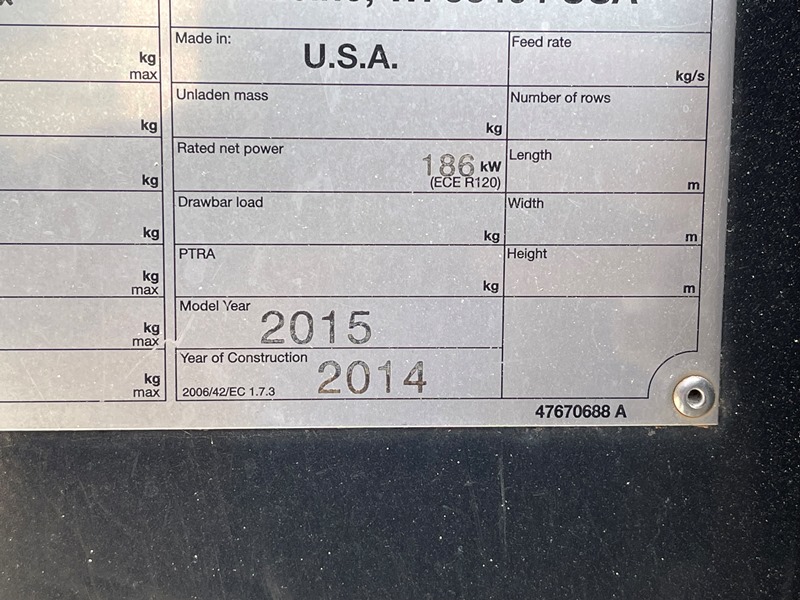 Made in:
U.S.A.
Feed rate
kg
max
kg/s
Unladen mass
Number of rows
kg
kg
Rated net power
186 kW
(ECE R120)
Length
kg
m
Drawbar load
Width
kg
kg
m
PTRA
Height
kg
max
kg
m
Model Year
2015
kg
max
Year of Construction
2014
2006/42/EC 1.7.3
kg
max
47670688 A